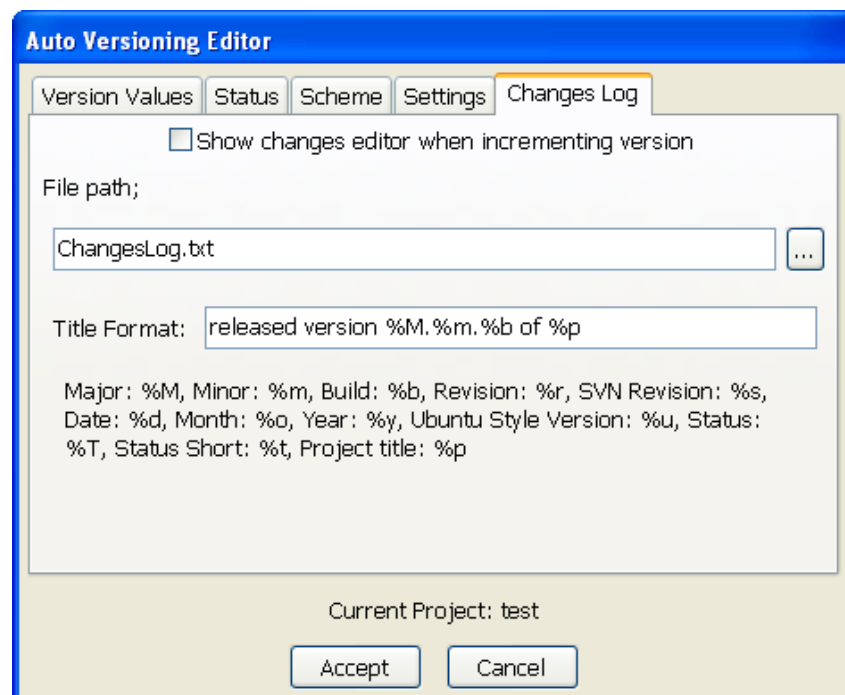 Auto Versioning Editor
Version Values Status Scheme Settings Changes Log
Show changes editor when incrementing version
File path;
ChangesLog.txt
...
Title Format: released version %M.%m.%b of %p
Major: %M, Minor: %m, Build: %b, Revision: %r, SVN Revision: %s,
Date: %d, Month: %o, Year: %y, Ubuntu Style Version: %u, Status:
%T, Status Short: %t, Project title: %p
Current Project: test
Accept Cancel